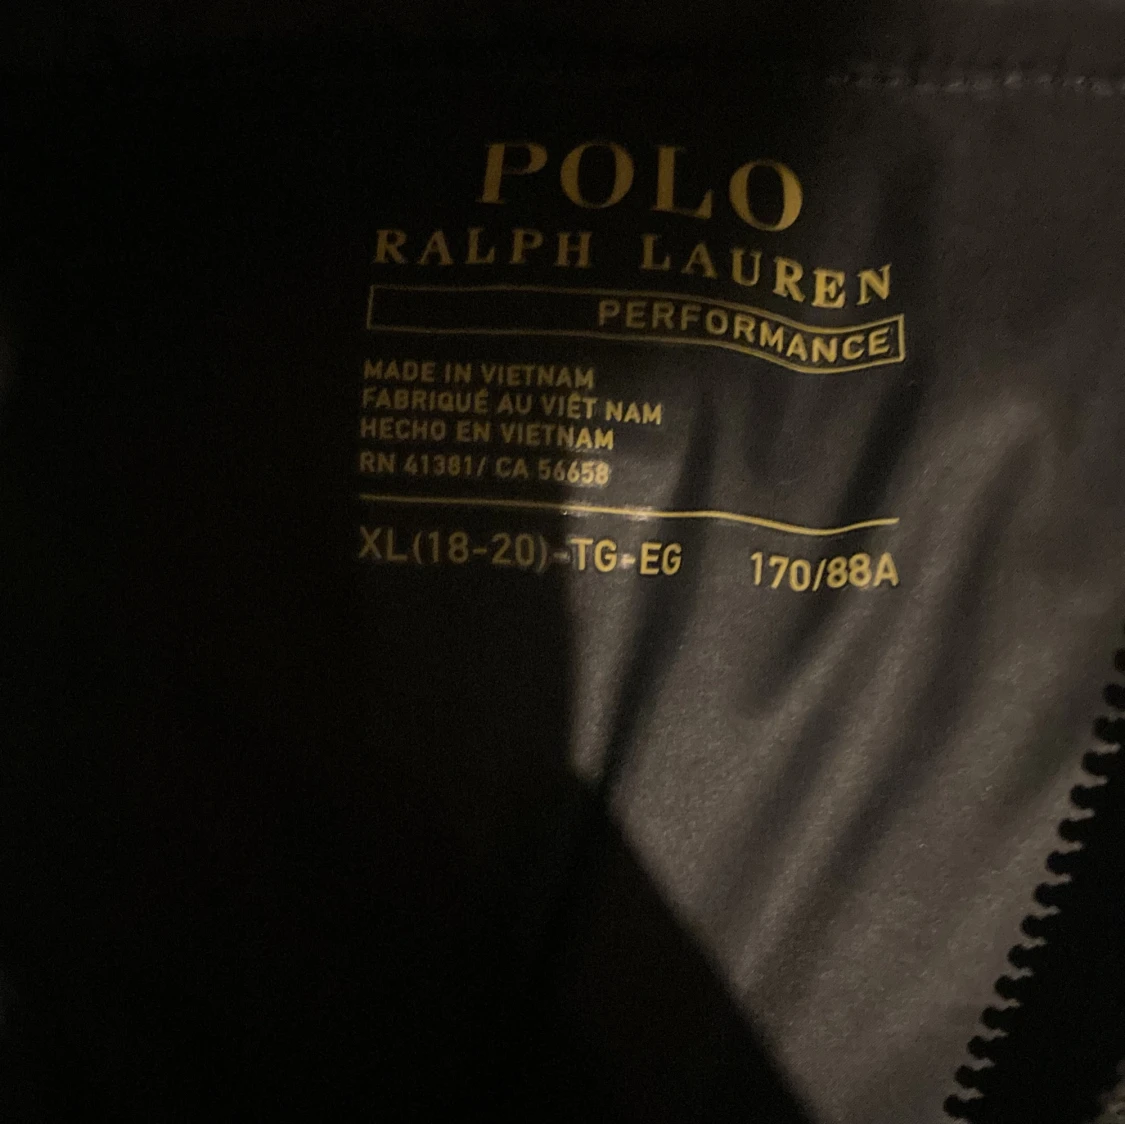 POLO
RALPH LAUREN
PERFORMANCE
MADE IN VIETNAM
FABRIQUÉ AU VIÊT NAM
HECHO EN VIETNAM
RN 41381/ CA 56658
XL(18-20)-TG-EG 170/88A